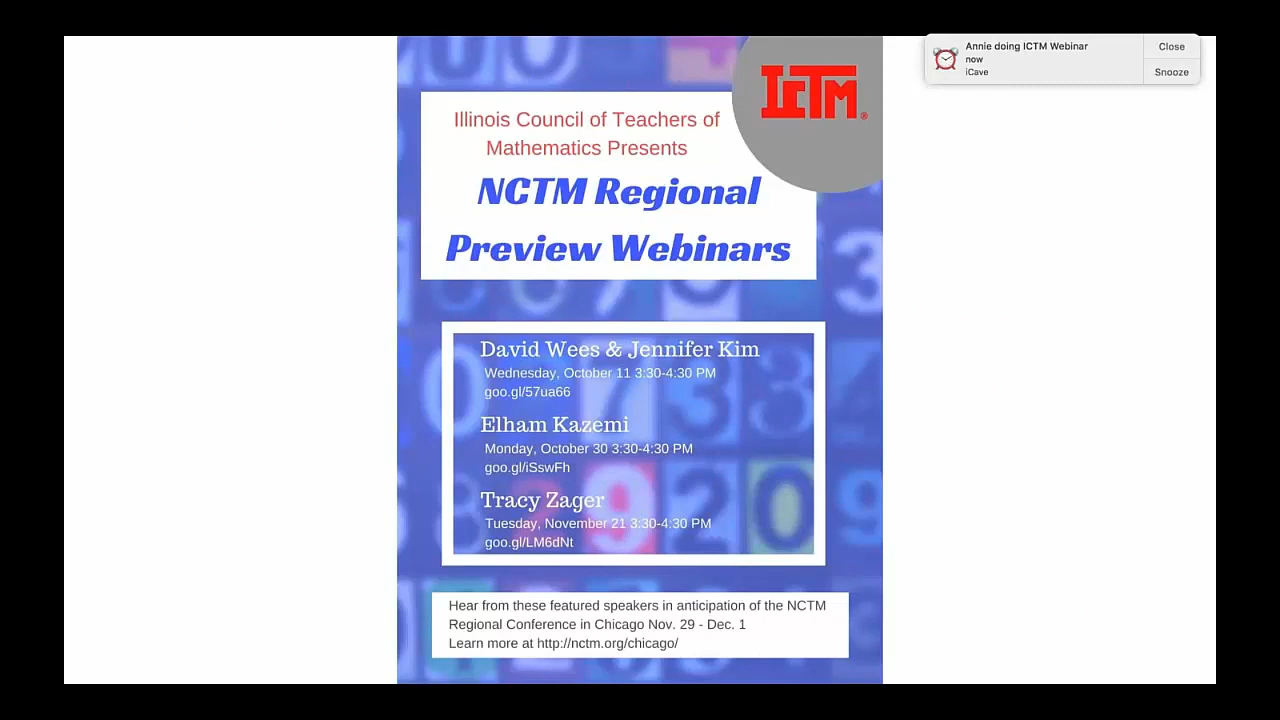 Annie doing ICTM Webinar
now
iCave
Close
Snooze
ICTM®
Illinois Council of Teachers of
Mathematics Presents
NCTM Regional
Preview Webinars
David Wees & Jennifer Kim
Wednesday, October 11 3:30-4:30 PM
goo.gl/57ua66
Elham Kazemi
Monday, October 30 3:30-4:30 PM
goo.gl/iSswFh
Tracy Zager
Tuesday, November 21 3:30-4:30 PM
goo.gl/LM6dNt
Hear from these featured speakers in anticipation of the NCTM
Regional Conference in Chicago Nov. 29 - Dec. 1
Learn more at http://nctm.org/chicago/